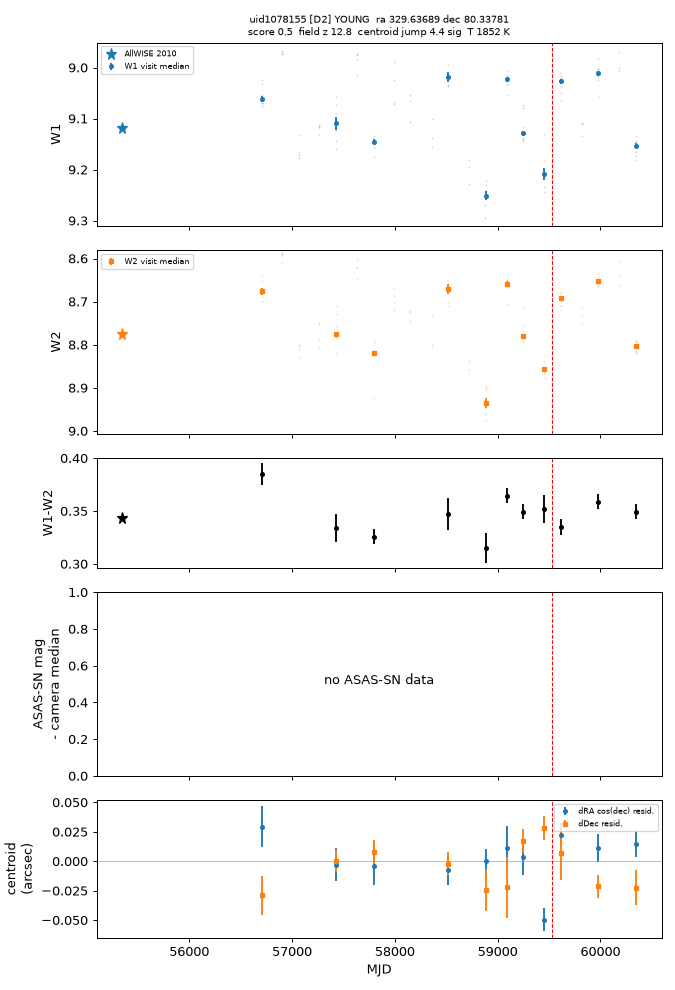 uid1078155 [D2] YOUNG  ra 329.63689 dec 80.33781
score 0.5  field z 12.8  centroid jump 4.4 sig  T 1852 K
AllWISE 2010
W1 visit median
9.0
9.1
9.2
9.3
W1
W2 visit median
8.6
8.7
8.8
8.9
9.0
W2
0.40
0.35
0.30
W1-W2
1.0
0.8
0.6
0.4
0.2
0.0
ASAS-SN mag
- camera median
no ASAS-SN data
dRA cos(dec) resid.
dDec resid.
0.050
0.025
0.000
−0.025
−0.050
centroid
(arcsec)
56000 57000 58000 59000 60000
MJD